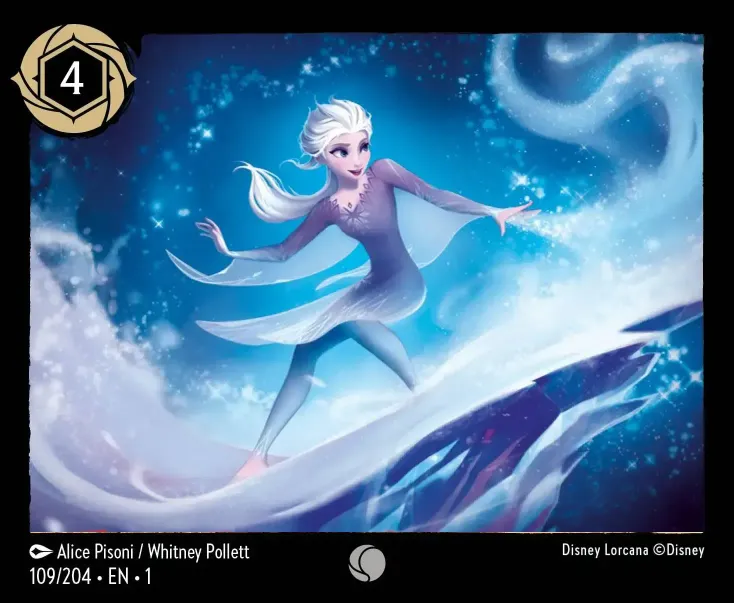 4
Alice Pisoni / Whitney Pollett
Disney Lorcana ©Disney
109/204 • EN • 1